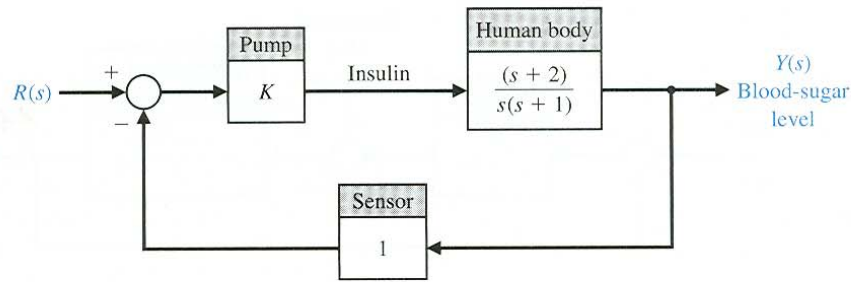 Pump
K
Insulin
Human body
(s + 2)
s(s + 1)
Y(s)
Blood-sugar
level
R(s)
+
−
Sensor
1